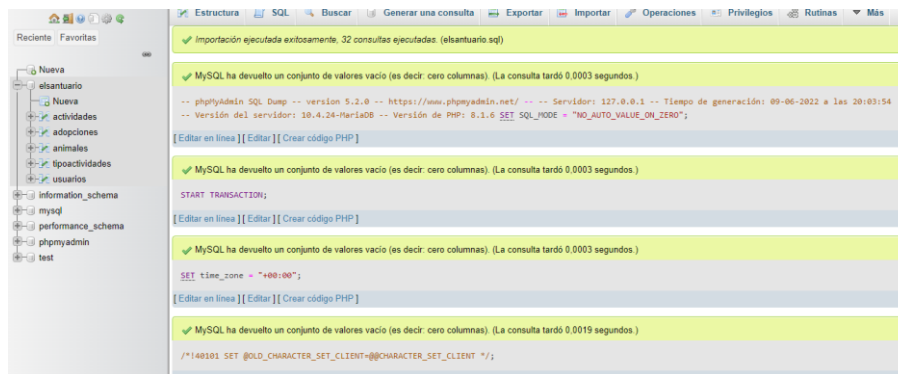 Reciente Favoritas
Nueva
elsantuario
Nueva
actividades
adopciones
animales
tipoactividades
usuarios
information_schema
mysql
performance_schema
phpmyadmin
test
Estructura SQL Buscar Generar una consulta Exportar Importar Operaciones Privilegios Rutinas Más
Importación ejecutada exitosamente, 32 consultas ejecutadas. (elsantuario.sql)
MySQL ha devuelto un conjunto de valores vacío (es decir: cero columnas). (La consulta tardó 0,0003 segundos.)
-- phpMyAdmin SQL Dump -- version 5.2.0 -- https://www.phpmyadmin.net/ -- -- Servidor: 127.0.0.1 -- Tiempo de generación: 09-06-2022 a las 20:03:54
-- Versión del servidor: 10.4.24-MariaDB -- Versión de PHP: 8.1.6 SET SQL_MODE = "NO_AUTO_VALUE_ON_ZERO";
[ Editar en línea ] [ Editar ] [ Crear código PHP ]
MySQL ha devuelto un conjunto de valores vacío (es decir: cero columnas). (La consulta tardó 0,0003 segundos.)
START TRANSACTION;
[ Editar en línea ] [ Editar ] [ Crear código PHP ]
MySQL ha devuelto un conjunto de valores vacío (es decir: cero columnas). (La consulta tardó 0,0003 segundos.)
SET time_zone = "+00:00";
[ Editar en línea ] [ Editar ] [ Crear código PHP ]
MySQL ha devuelto un conjunto de valores vacío (es decir: cero columnas). (La consulta tardó 0,0019 segundos.)
/*!40101 SET @OLD_CHARACTER_SET_CLIENT=@@CHARACTER_SET_CLIENT */;